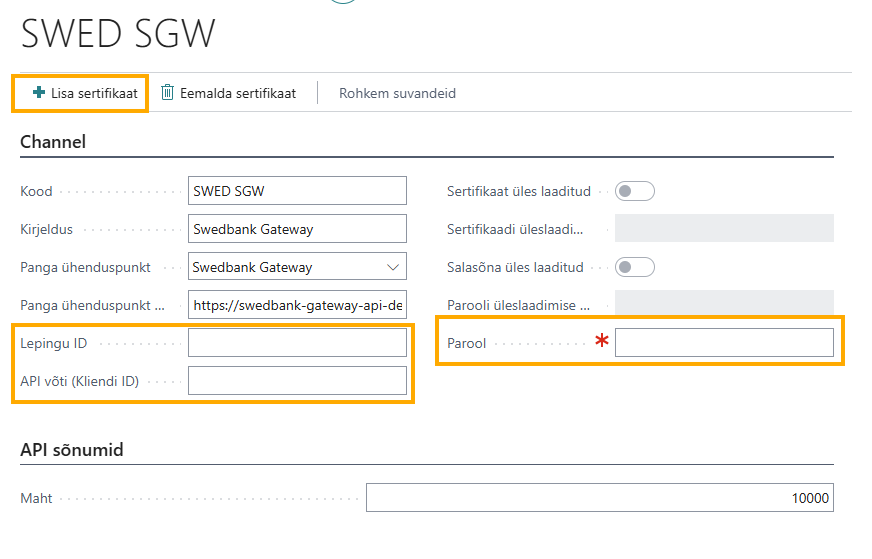 SWED SGW
Lisa sertifikaat
Eemalda sertifikaat
Rohkem suvandeid
Channel
Kood
SWED SGW
Kirjeldus
Swedbank Gateway
Panga ühenduspunkt
Swedbank Gateway
Panga ühenduspunkt ...
https://swedbank-gateway-api-de
Lepingu ID
API võti (Kliendi ID)
Sertifikaat üles laaditud
Sertifikaadi üleslaadi...
Salasõna üles laaditud
Parooli üleslaadimise ...
Parool *
API sõnumid
Maht
10000